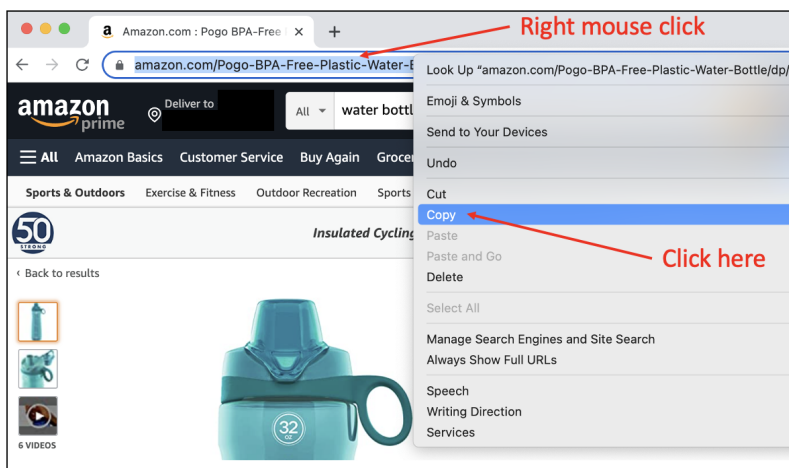 Right mouse click
Amazon.com : Pogo BPA-Free
amazon.com/Pogo-BPA-Free-Plastic-Water-B
amazon
prime
Deliver to
All
water bottl
All
Amazon Basics
Customer Service
Buy Again
Grocer
Sports & Outdoors
Exercise & Fitness
Outdoor Recreation
Sports
50
STRONG
Insulated Cycling
‹ Back to results
6 VIDEOS
32
OZ
Look Up “amazon.com/Pogo-BPA-Free-Plastic-Water-Bottle/dp/
Emoji & Symbols
Send to Your Devices
Undo
Cut
Copy
Paste
Paste and Go
Click here
Delete
Select All
Manage Search Engines and Site Search
Always Show Full URLs
Speech
Writing Direction
Services